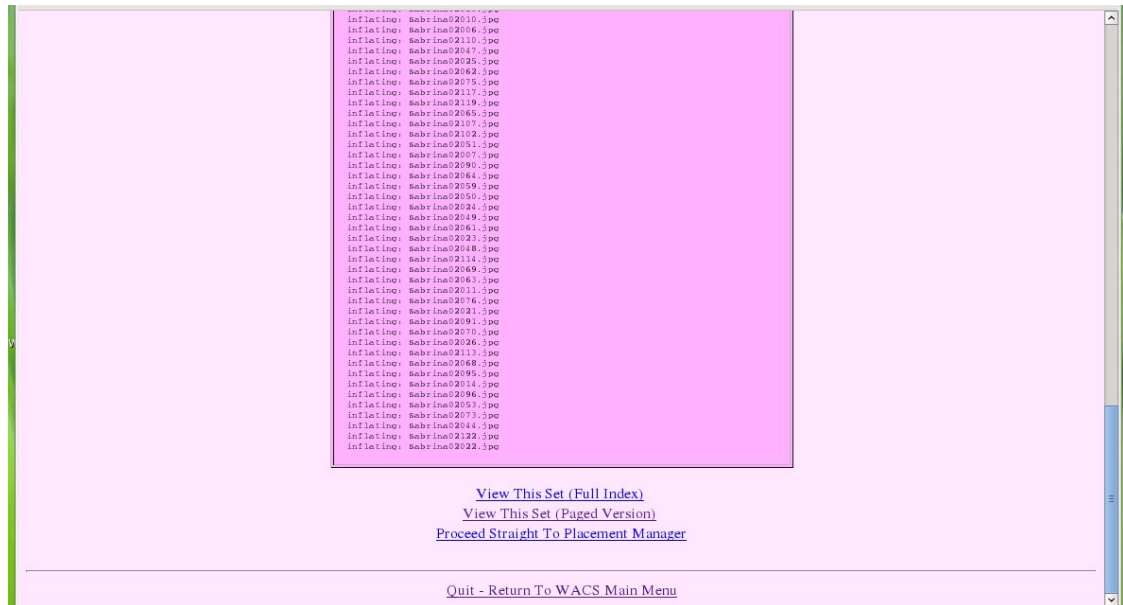 inflating: Sabrina02010.jpg
inflating: Sabrina02006.jpg
inflating: Sabrina02110.jpg
inflating: Sabrina02047.jpg
inflating: Sabrina02025.jpg
inflating: Sabrina02062.jpg
inflating: Sabrina02075.jpg
inflating: Sabrina02117.jpg
inflating: Sabrina02119.jpg
inflating: Sabrina02065.jpg
inflating: Sabrina02107.jpg
inflating: Sabrina02102.jpg
inflating: Sabrina02051.jpg
inflating: Sabrina02007.jpg
inflating: Sabrina02090.jpg
inflating: Sabrina02064.jpg
inflating: Sabrina02059.jpg
inflating: Sabrina02050.jpg
inflating: Sabrina02024.jpg
inflating: Sabrina02049.jpg
inflating: Sabrina02061.jpg
inflating: Sabrina02023.jpg
inflating: Sabrina02048.jpg
inflating: Sabrina02114.jpg
inflating: Sabrina02069.jpg
inflating: Sabrina02063.jpg
inflating: Sabrina02011.jpg
inflating: Sabrina02076.jpg
inflating: Sabrina02021.jpg
inflating: Sabrina02091.jpg
inflating: Sabrina02070.jpg
inflating: Sabrina02026.jpg
inflating: Sabrina02113.jpg
inflating: Sabrina02068.jpg
inflating: Sabrina02095.jpg
inflating: Sabrina02014.jpg
inflating: Sabrina02096.jpg
inflating: Sabrina02053.jpg
inflating: Sabrina02073.jpg
inflating: Sabrina02044.jpg
inflating: Sabrina02122.jpg
inflating: Sabrina02022.jpg
View This Set (Full Index)
View This Set (Paged Version)
Proceed Straight To Placement Manager
Quit - Return To WACS Main Menu